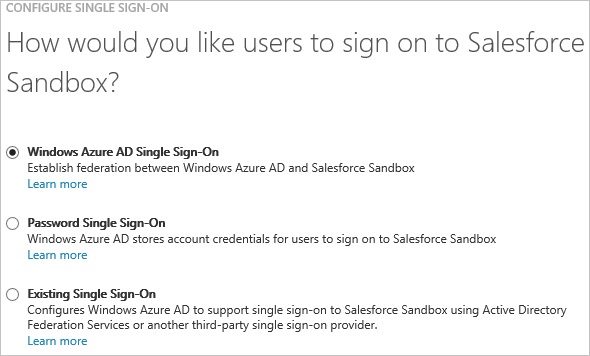 CONFIGURE SINGLE SIGN-ON
How would you like users to sign on to Salesforce
Sandbox?
Windows Azure AD Single Sign-On
Establish federation between Windows Azure AD and Salesforce Sandbox
Learn more
Password Single Sign-On
Windows Azure AD stores account credentials for users to sign on to Salesforce Sandbox
Learn more
Existing Single Sign-On
Configures Windows Azure AD to support single sign-on to Salesforce Sandbox using Active Directory
Federation Services or another third-party single sign-on provider.
Learn more